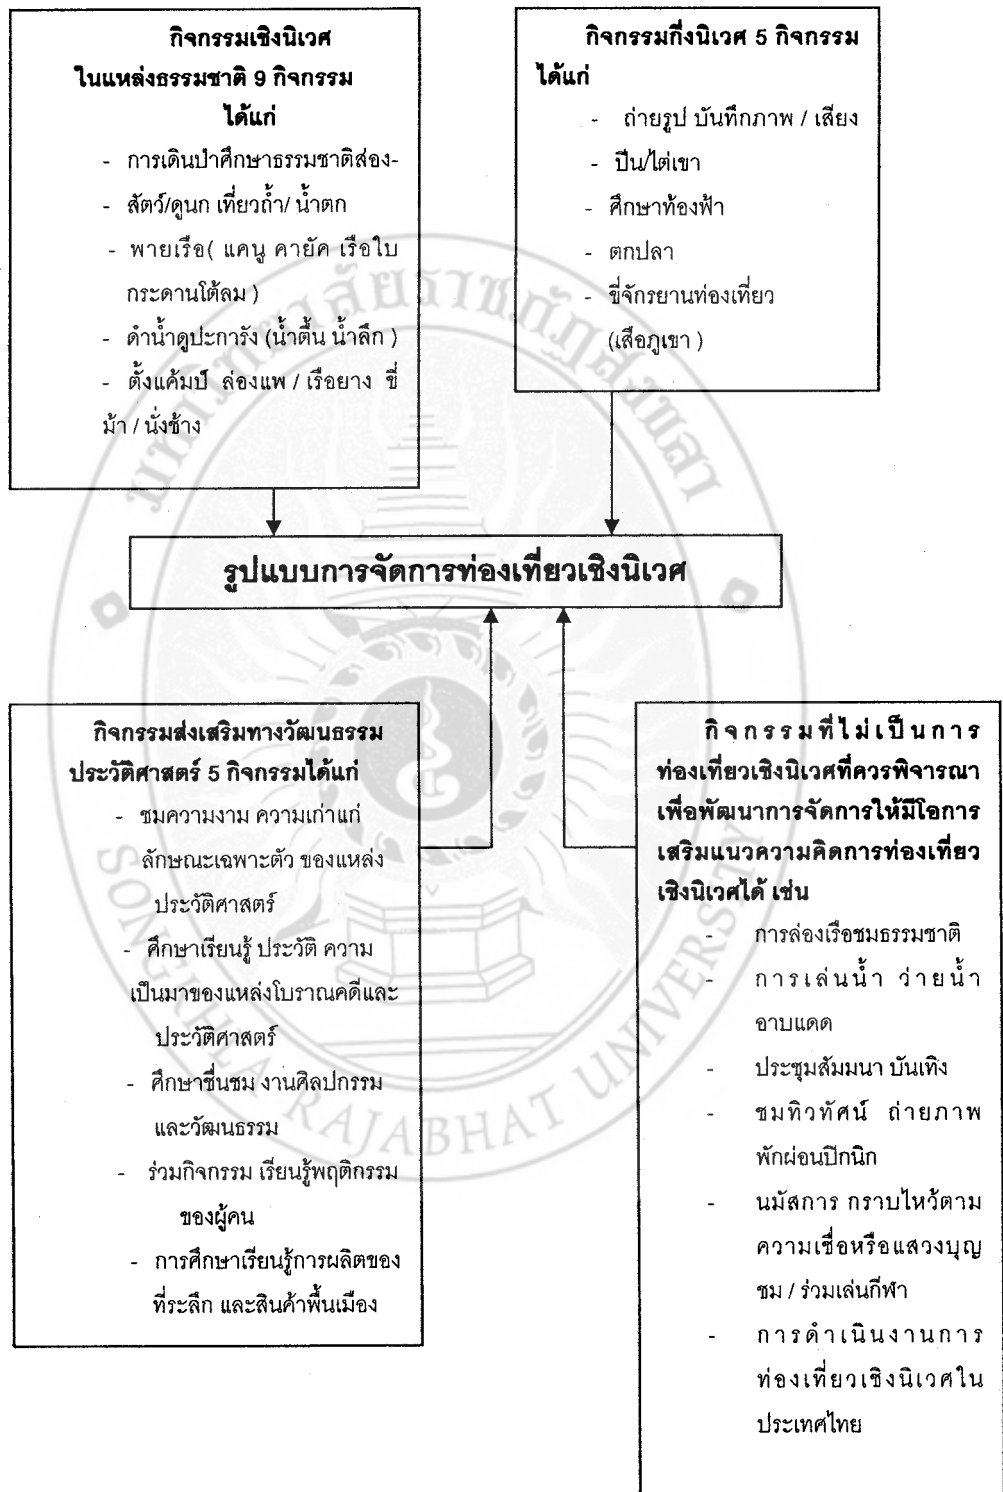 กิจกรรมเชิงนิเวศ
ในแหล่งธรรมชาติ 9 กิจกรรม
ได้แก่
- การเดินป่าศึกษาธรรมชาติส่อง-
- สัตว์/ดูนก เที่ยวถ้ำ/ น้ำตก
- พายเรือ( แคนู คายัค เรือใบ
กระดานโต้ลม )
- ดำน้ำดูปะการัง (น้ำตื้น น้ำลึก )
- ตั้งแค้มป์ ล่องแพ / เรือยาง ขี่
ม้า / นั่งช้าง
กิจกรรมกึ่งนิเวศ 5 กิจกรรม
ได้แก่
- ถ่ายรูป บันทึกภาพ / เสียง
- ปีน/ไต่เขา
- ศึกษาท้องฟ้า
- ตกปลา
- ขี่จักรยานท่องเที่ยว
(เสือภูเขา )
รูปแบบการจัดการท่องเที่ยวเชิงนิเวศ
กิจกรรมส่งเสริมทางวัฒนธรรม
ประวัติศาสตร์ 5 กิจกรรมได้แก่
- ชมความงาม ความเก่าแก่
ลักษณะเฉพาะตัว ของแหล่ง
ประวัติศาสตร์
- ศึกษาเรียนรู้ ประวัติ ความ
เป็นมาของแหล่งโบราณคดีและ
ประวัติศาสตร์
- ศึกษาชื่นชม งานศิลปกรรม
และวัฒนธรรม
- ร่วมกิจกรรม เรียนรู้พฤติกรรม
ของผู้คน
- การศึกษาเรียนรู้การผลิตของ
ที่ระลึก และสินค้าพื้นเมือง
กิจกรรมที่ไม่เป็นการ
ท่องเที่ยวเชิงนิเวศที่ควรพิจารณา
เพื่อพัฒนาการจัดการให้มีโอการ
เสริมแนวความคิดการท่องเที่ยว
เชิงนิเวศได้ เช่น
- การล่องเรือชมธรรมชาติ
- การเล่นน้ำ ว่ายน้ำ
อาบแดด
- ประชุมสัมมนา บันเทิง
- ชมทิวทัศน์ ถ่ายภาพ
พักผ่อนปิกนิก
- นมัสการ กราบไหว้ตาม
ความเชื่อหรือแสวงบุญ
ชม / ร่วมเล่นกีฬา
- การดำเนินงานการ
ท่องเที่ยวเชิงนิเวศใน
ประเทศไทย
มหาวิทยาลัยราชภัฏสงขลา
SONGKHLA RAJABHAT UNIVERSITY